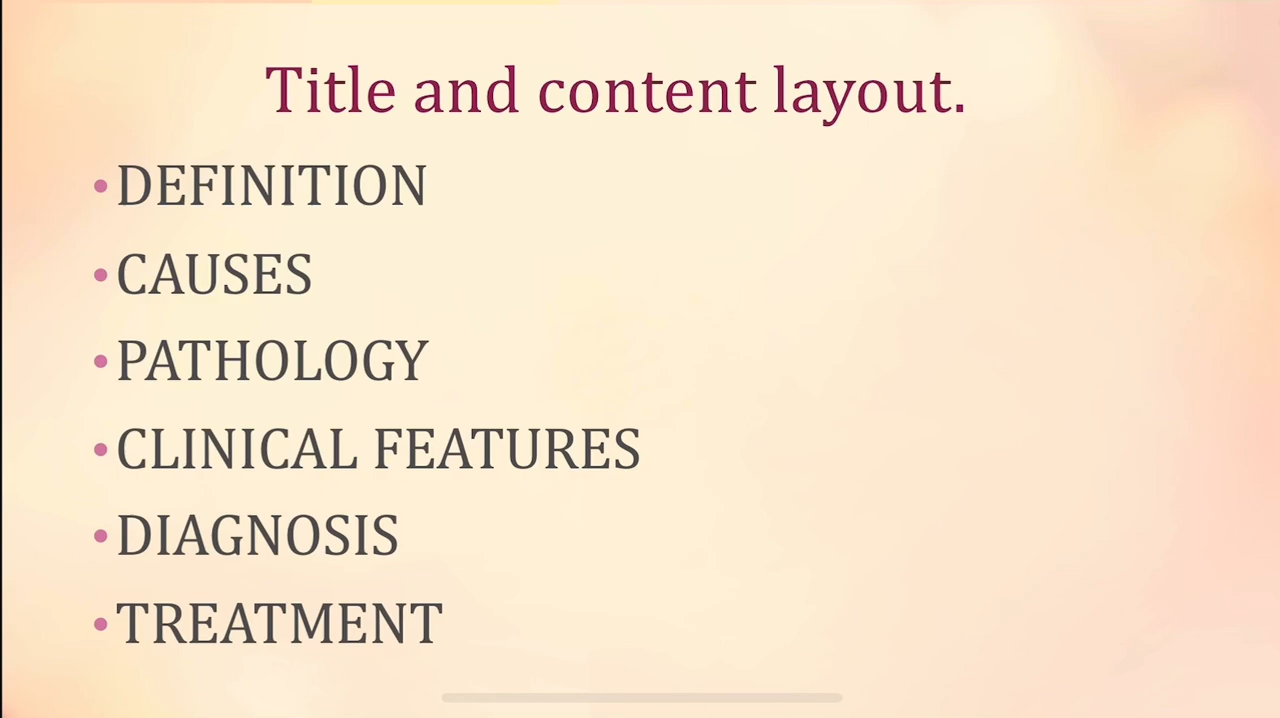 Title and content layout.
•DEFINITION
•CAUSES
•PATHOLOGY
•CLINICAL FEATURES
•DIAGNOSIS
•TREATMENT